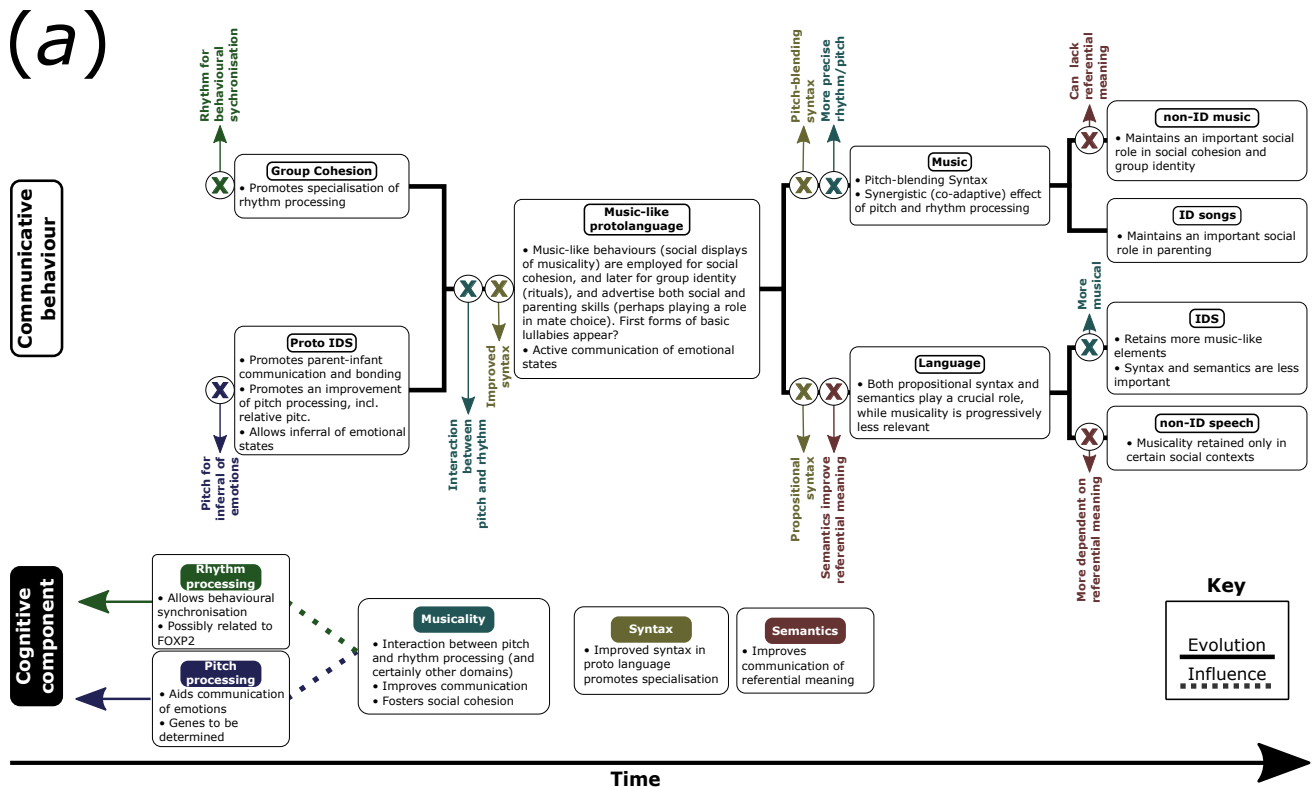 (a)
Communicative
behaviour
Rhythm for
behavioural
sychronisation
X
Group Cohesion
• Promotes specialisation of
rhythm processing
Proto IDS
• Promotes parent-infant
communication and bonding
• Promotes an improvement
of pitch processing, incl.
relative pitc.
• Allows inferral of emotional
states
X
Pitch for
inferral of
emotions
X
X
Interaction
between
pitch and rhythm
Improved
syntax
Music-like
protolanguage
• Music-like behaviours (social displays
of musicality) are employed for social
cohesion, and later for group identity
(rituals), and advertise both social and
parenting skills (perhaps playing a role
in mate choice). First forms of basic
lullabies appear?
• Active communication of emotional
states
Pitch-blending
syntax
More precise
rhythm/pitch
X
X
Music
• Pitch-blending Syntax
• Synergistic (co-adaptive) effect
of pitch and rhythm processing
X
X
Propositional
syntax
Semantics improve
referential meaning
Language
• Both propositional syntax and
semantics play a crucial role,
while musicality is progressively
less relevant
Can lack
referential
meaning
X
non-ID music
• Maintains an important social
role in social cohesion and
group identity
ID songs
• Maintains an important social
role in parenting
More
musical
X
IDS
• Retains more music-like
elements
• Syntax and semantics are less
important
X
non-ID speech
• Musicality retained only in
certain social contexts
More dependent on
referential meaning
Cognitive
component
Rhythm
processing
• Allows behavioural
synchronisation
• Possibly related to
FOXP2
Pitch
processing
• Aids communication
of emotions
• Genes to be
determined
Musicality
• Interaction between pitch
and rhythm processing (and
certainly other domains)
• Improves communication
• Fosters social cohesion
Syntax
• Improved syntax in
proto language
promotes specialisation
Semantics
• Improves
communication of
referential meaning
Key
Evolution
Influence
Time